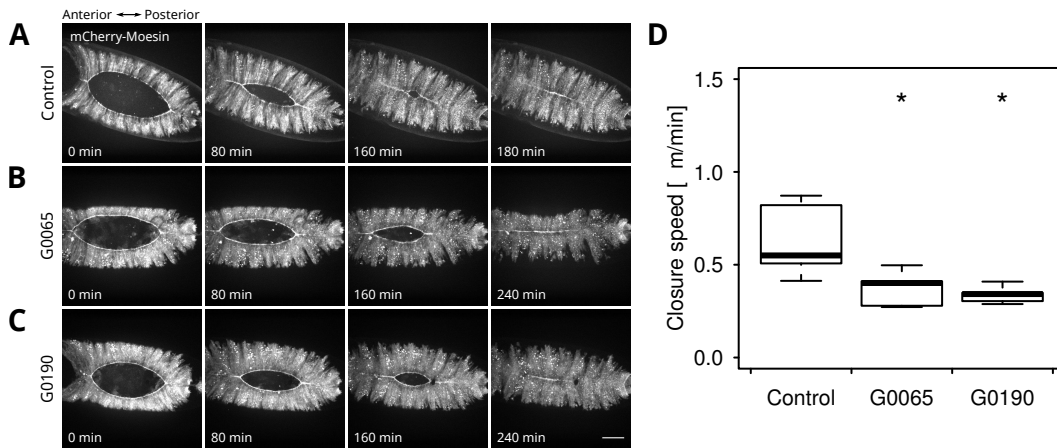 Anterior ↔ Posterior
A
mCherry-Moesin
Control
0 min
80 min
160 min
180 min
B
G0065
0 min
80 min
160 min
240 min
C
G0190
0 min
80 min
160 min
240 min
D
Closure speed [ m/min]
1.5
1.0
0.5
0.0
*
*
Control
G0065
G0190